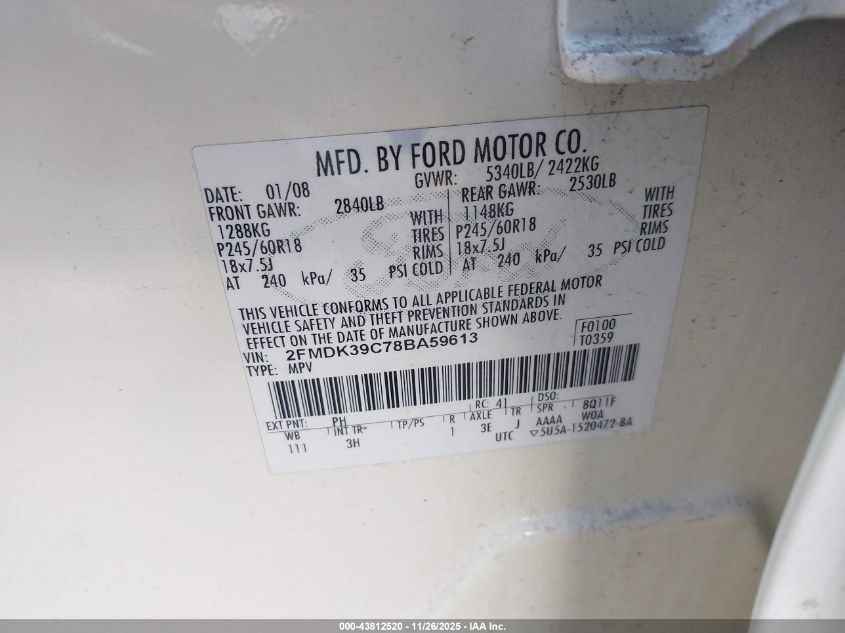 MFD. BY FORD MOTOR CO.
DATE: 01/08 GVWR: 5340LB/ 2422KG
FRONT GAWR: 2840LB REAR GAWR: 2530LB
1288KG WITH 1148KG WITH
P245/60R18 TIRES P245/60R18 TIRES
18x7.5J RIMS 18x7.5J RIMS
AT 240 kPa/ 35 PSI COLD AT 240 kPa/ 35 PSI COLD
THIS VEHICLE CONFORMS TO ALL APPLICABLE FEDERAL MOTOR
VEHICLE SAFETY AND THEFT PREVENTION STANDARDS IN
EFFECT ON THE DATE OF MANUFACTURE SHOWN ABOVE.
VIN: 2FMDK39C78BA59613 F0100
TYPE: MPV T0359
EXT PNT: PH RC: 41 DSO:
WB INT TR TP/PS R AXLE TR SPR 8Q11F
111 3H 1 3E J AAAA W0A
UTC ▽5U5A-1520472-BA
000-43812520 - 11/26/2025 - IAA Inc.